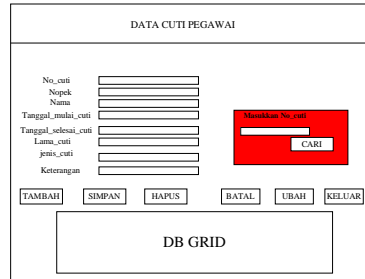 DATA CUTI PEGAWAI
No_cuti
Nopek
Nama
Tanggal_mulai_cuti
Tanggal_selesai_cuti
Lama_cuti
jenis_cuti
Keterangan
Masukkan No_cuti
CARI
TAMBAH SIMPAN HAPUS BATAL UBAH KELUAR
DB GRID